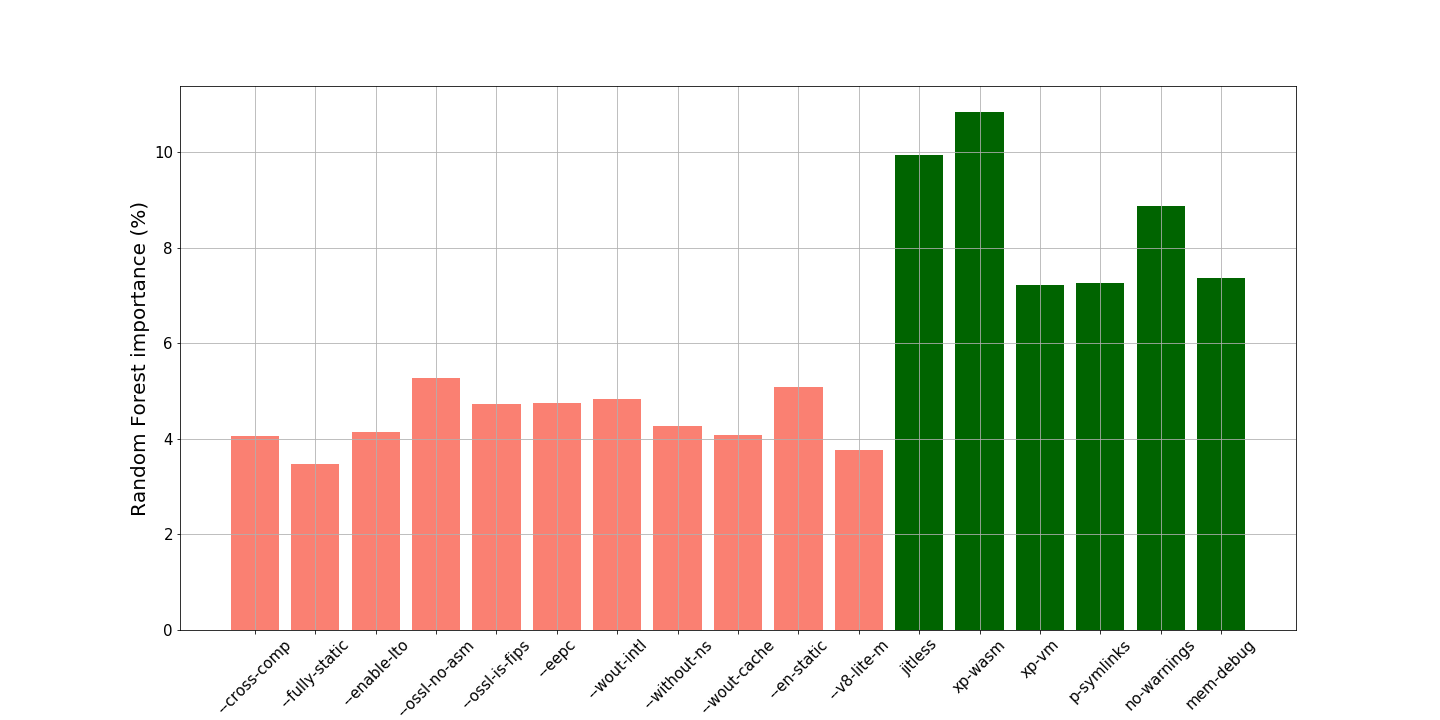 Random Forest importance (%)
10
8
6
4
2
0
--cross-comp
--fully-static
--enable-lto
--ossl-no-asm
--ossl-is-fips
--eepc
--wout-intl
--without-ns
--wout-cache
--en-static
--v8-lite-m
jitless
xp-wasm
xp-vm
p-symlinks
no-warnings
mem-debug